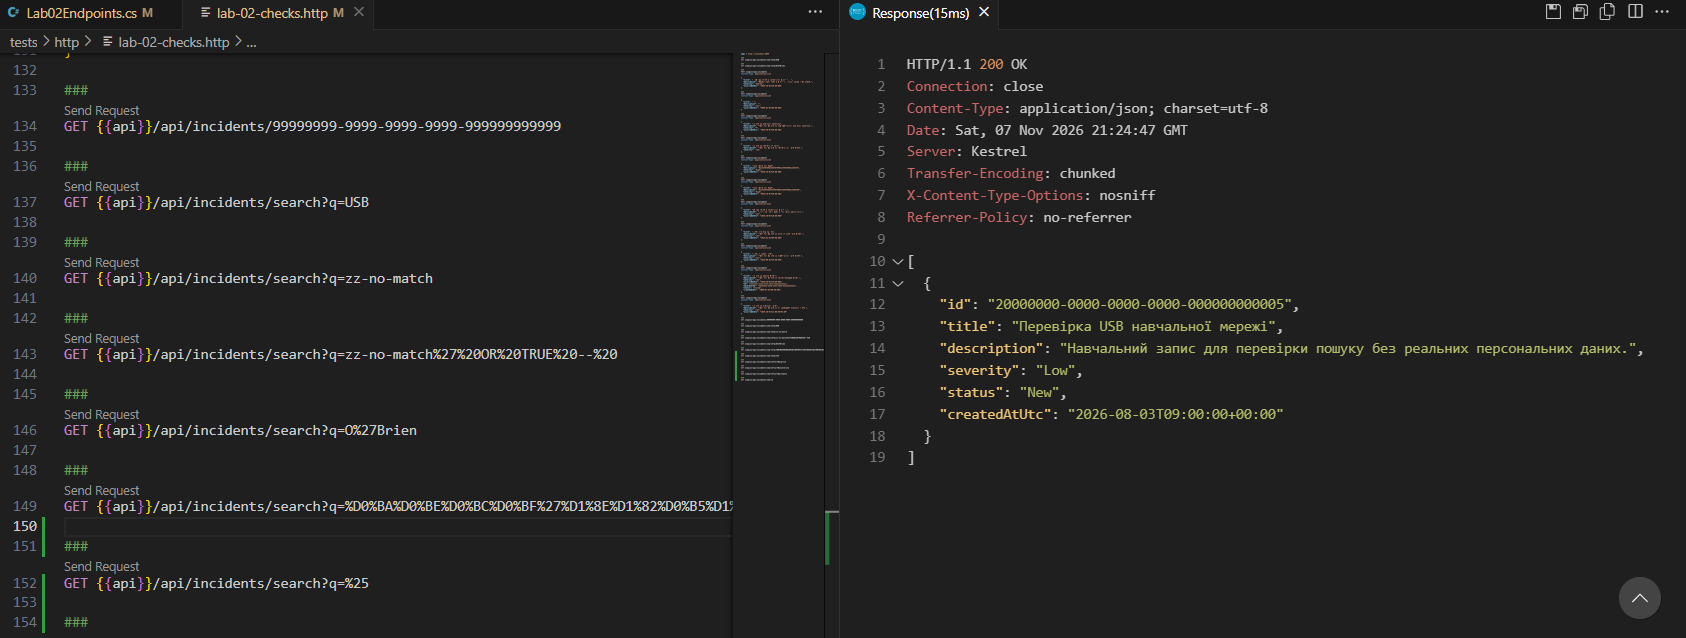 Lab02Endpoints.cs M
lab-02-checks.http M
tests > http > lab-02-checks.http > ...
132
133 ###
Send Request
134 GET {{api}}/api/incidents/99999999-9999-9999-9999-999999999999
135
136 ###
Send Request
137 GET {{api}}/api/incidents/search?q=USB
138
139 ###
Send Request
140 GET {{api}}/api/incidents/search?q=zz-no-match
141
142 ###
Send Request
143 GET {{api}}/api/incidents/search?q=zz-no-match%27%20OR%20TRUE%20--%20
144
145 ###
Send Request
146 GET {{api}}/api/incidents/search?q=O%27Brien
147
148 ###
Send Request
149 GET {{api}}/api/incidents/search?q=%D0%BA%D0%BE%D0%BC%D0%BF%27%D1%8E%D1%82%D0%B5%D1%
150
151 ###
Send Request
152 GET {{api}}/api/incidents/search?q=%25
153
154 ###
Response(15ms)
1 HTTP/1.1 200 OK
2 Connection: close
3 Content-Type: application/json; charset=utf-8
4 Date: Sat, 07 Nov 2026 21:24:47 GMT
5 Server: Kestrel
6 Transfer-Encoding: chunked
7 X-Content-Type-Options: nosniff
8 Referrer-Policy: no-referrer
9
10 [
11 {
12 "id": "20000000-0000-0000-0000-000000000005",
13 "title": "Перевірка USB навчальної мережі",
14 "description": "Навчальний запис для перевірки пошуку без реальних персональних даних.",
15 "severity": "Low",
16 "status": "New",
17 "createdAtUtc": "2026-08-03T09:00:00+00:00"
18 }
19 ]